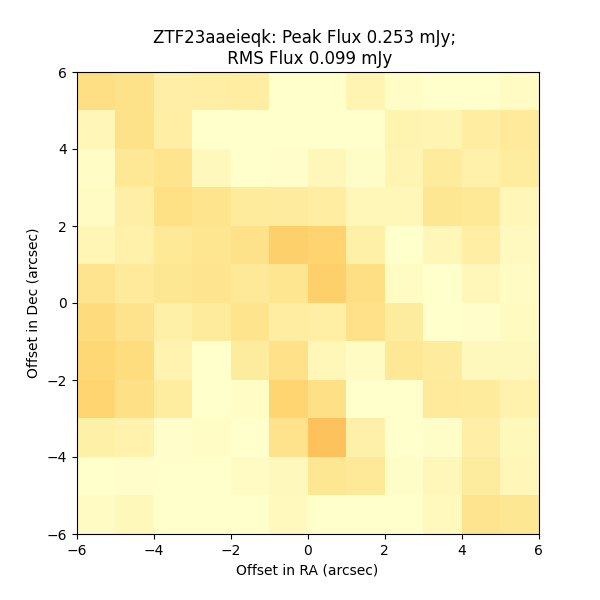 ZTF23aaeieqk: Peak Flux 0.253 mJy;
RMS Flux 0.099 mJy
6
4
2
0
−2
−4
−6
Offset in Dec (arcsec)
−6 −4 −2 0 2 4 6
Offset in RA (arcsec)